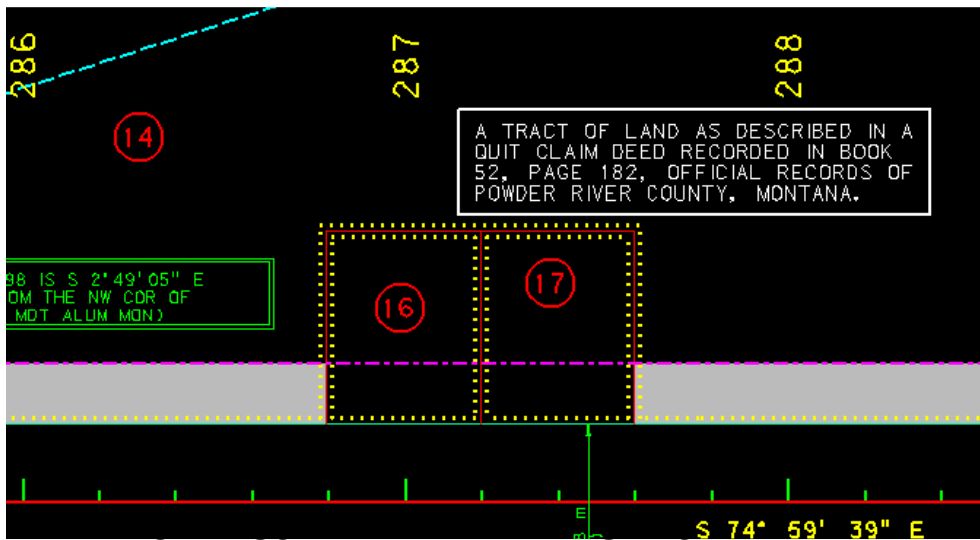 286
287
288
14
A TRACT OF LAND AS DESCRIBED IN A
QUIT CLAIM DEED RECORDED IN BOOK
52, PAGE 182, OFFICIAL RECORDS OF
POWDER RIVER COUNTY, MONTANA.
98 IS S 2°49'05" E
OM THE NW COR OF
MDT ALUM MON)
16
17
E
S 74° 59' 39" E